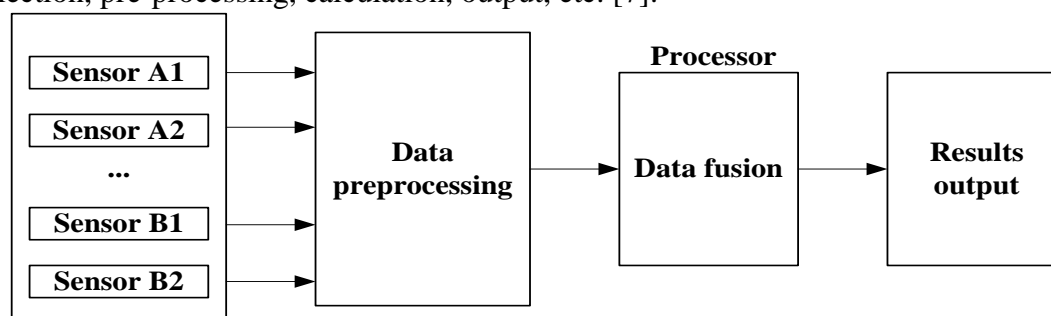 pre-processing, calculation, output, etc. [7].
Sensor A1
Sensor A2
...
Sensor B1
Sensor B2
Data
preprocessing
Processor
Data fusion
Results
output